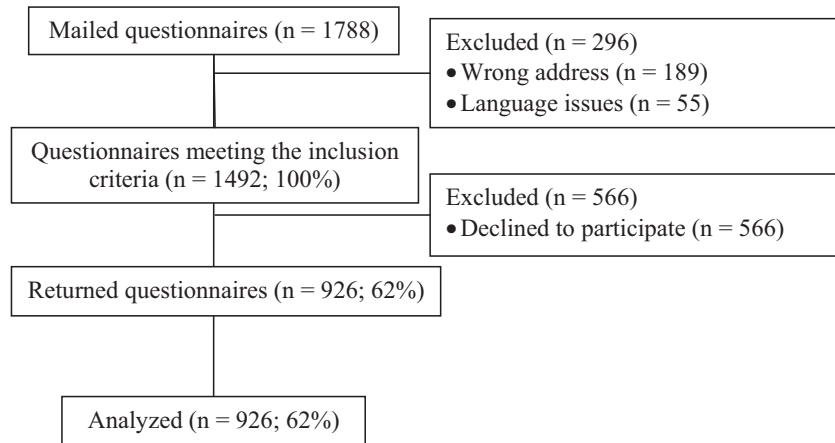 Mailed questionnaires (n = 1788)
Excluded (n = 296)
• Wrong address (n = 189)
• Language issues (n = 55)
Questionnaires meeting the inclusion
criteria (n = 1492; 100%)
Excluded (n = 566)
• Declined to participate (n = 566)
Returned questionnaires (n = 926; 62%)
Analyzed (n = 926; 62%)